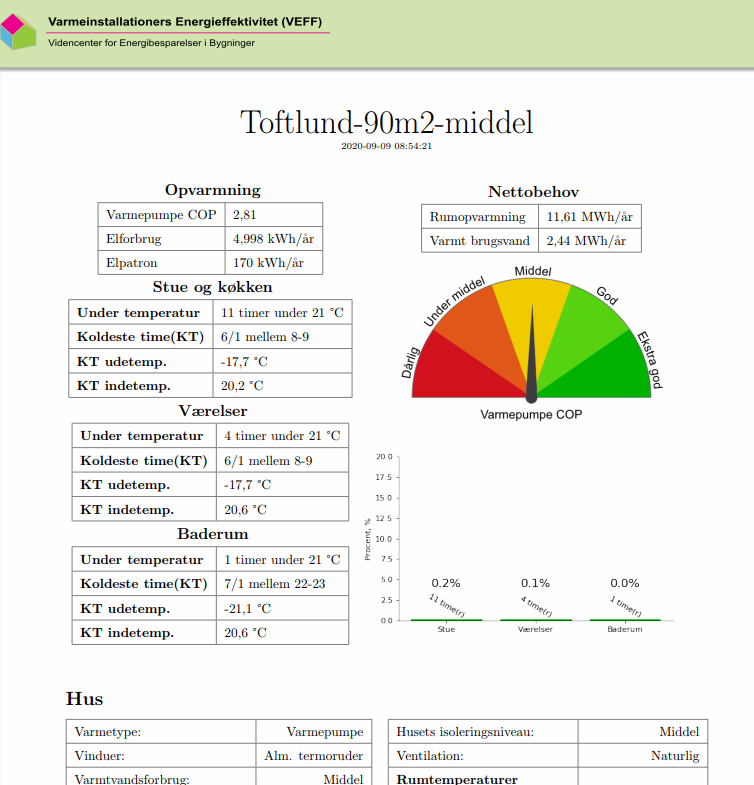 Varmeinstallationers Energieffektivitet (VEFF)
Videncenter for Energibesparelser i Bygninger
Toftlund-90m2-middel
2020-09-09 08:54:21
Opvarmning
Varmepumpe COP 2,81
Elforbrug 4,998 kWh/år
Elpatron 170 kWh/år
Stue og køkken
Under temperatur 11 timer under 21 °C
Koldeste time(KT) 6/1 mellem 8-9
KT udetemp. -17,7 °C
KT indetemp. 20,2 °C
Værelser
Under temperatur 4 timer under 21 °C
Koldeste time(KT) 6/1 mellem 8-9
KT udetemp. -17,7 °C
KT indetemp. 20,6 °C
Baderum
Under temperatur 1 timer under 21 °C
Koldeste time(KT) 7/1 mellem 22-23
KT udetemp. -21,1 °C
KT indetemp. 20,6 °C
Nettobehov
Rumopvarmning 11,61 MWh/år
Varmt brugsvand 2,44 MWh/år
Dårlig
Under middel
Middel
God
Ekstra god
Varmepumpe COP
Procent, %
20.0
17.5
15.0
12.5
10.0
7.5
5.0
2.5
0.0
0.2% 0.1% 0.0%
11 time(r) 4 time(r) 1 time(r)
Stue Værelser Baderum
Hus
Varmetype: Varmepumpe
Vinduer: Alm. termoruder
Varmtvandsforbrug: Middel
Husets isoleringsniveau: Middel
Ventilation: Naturlig
Rumtemperaturer